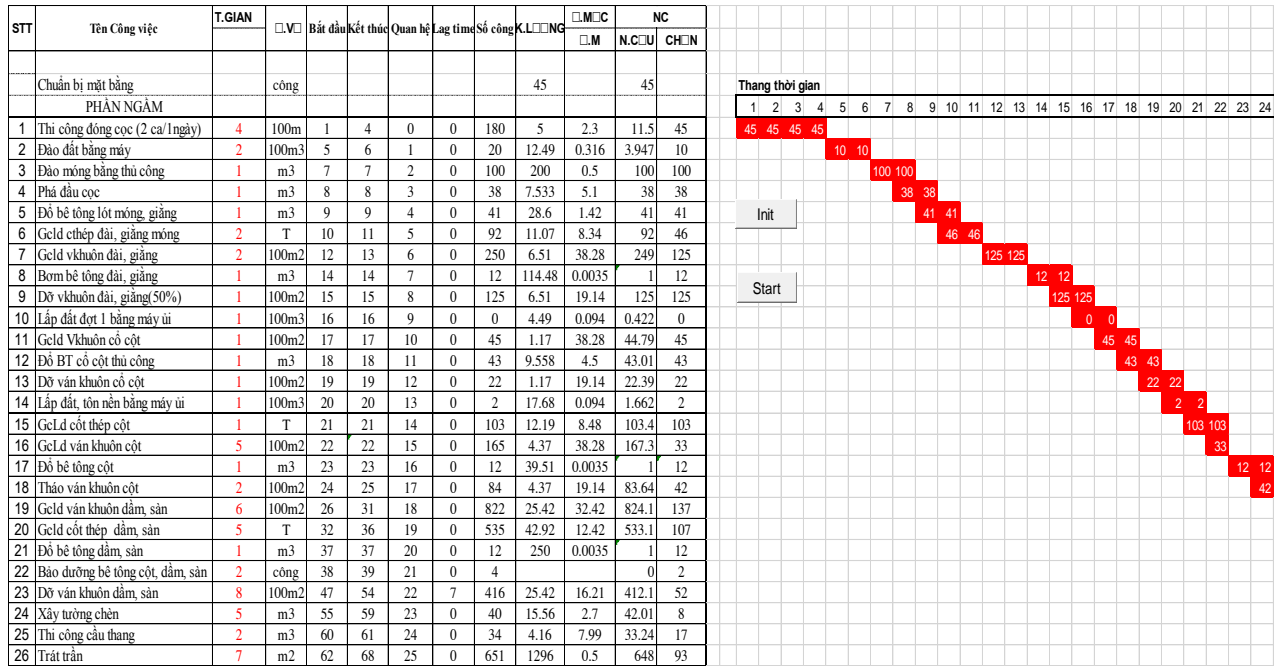 STT Tên Công việc T.GIAN □.V□ Bắt đầu Kết thúc Quan hệ Lag time Số công K.L□□NG □.M□C NC
□.M N.C□U CH□N
Chuẩn bị mặt bằng công 45 45 Thang thời gian
PHẦN NGẦM 1 2 3 4 5 6 7 8 9 10 11 12 13 14 15 16 17 18 19 20 21 22 23 24
1 Thi công đóng cọc (2 ca/1ngày) 4 100m 1 4 0 0 180 5 2.3 11.5 45 45 45 45 45
2 Đào đất bằng máy 2 100m3 5 6 1 0 20 12.49 0.316 3.947 10 10 10
3 Đào móng bằng thủ công 1 m3 7 7 2 0 100 200 0.5 100 100 100 100
4 Phá đầu cọc 1 m3 8 8 3 0 38 7.533 5.1 38 38 38 38
5 Đổ bê tông lót móng, giằng 1 m3 9 9 4 0 41 28.6 1.42 41 41 41 41
Init
6 Gcld cthép đài, giằng móng 2 T 10 11 5 0 92 11.07 8.34 92 46 46 46
7 Gcld vkhuôn đài, giằng 2 100m2 12 13 6 0 250 6.51 38.28 249 125 125 125
8 Bơm bê tông đài, giằng 1 m3 14 14 7 0 12 114.48 0.0035 1 12 12 12
Start
9 Dỡ vkhuôn đài, giằng(50%) 1 100m2 15 15 8 0 125 6.51 19.14 125 125 125 125
10 Lấp đất đợt 1 bằng máy ủi 1 100m3 16 16 9 0 0 4.49 0.094 0.422 0 0 0
11 Gcld Vkhuôn cổ cột 1 100m2 17 17 10 0 45 1.17 38.28 44.79 45 45 45
12 Đổ BT cổ cột thủ công 1 m3 18 18 11 0 43 9.558 4.5 43.01 43 43 43
13 Dỡ ván khuôn cổ cột 1 100m2 19 19 12 0 22 1.17 19.14 22.39 22 22 22
14 Lấp đất, tôn nền bằng máy ủi 1 100m3 20 20 13 0 2 17.68 0.094 1.662 2 2 2
15 GcLd cốt thép cột 1 T 21 21 14 0 103 12.19 8.48 103.4 103 103 103
16 GcLd ván khuôn cột 5 100m2 22 22 15 0 165 4.37 38.28 167.3 33 33
17 Đổ bê tông cột 1 m3 23 23 16 0 12 39.51 0.0035 1 12 12 12
18 Tháo ván khuôn cột 2 100m2 24 25 17 0 84 4.37 19.14 83.64 42 42
19 Gcld ván khuôn dầm, sàn 6 100m2 26 31 18 0 822 25.42 32.42 824.1 137
20 Gcld cốt thép dầm, sàn 5 T 32 36 19 0 535 42.92 12.42 533.1 107
21 Đổ bê tông dầm, sàn 1 m3 37 37 20 0 12 250 0.0035 1 12
22 Bảo dưỡng bê tông cột, dầm, sàn 2 công 38 39 21 0 4 0 2
23 Dỡ ván khuôn dầm, sàn 8 100m2 47 54 22 7 416 25.42 16.21 412.1 52
24 Xây tường chèn 5 m3 55 59 23 0 40 15.56 2.7 42.01 8
25 Thi công cầu thang 2 m3 60 61 24 0 34 4.16 7.99 33.24 17
26 Trát trần 7 m2 62 68 25 0 651 1296 0.5 648 93